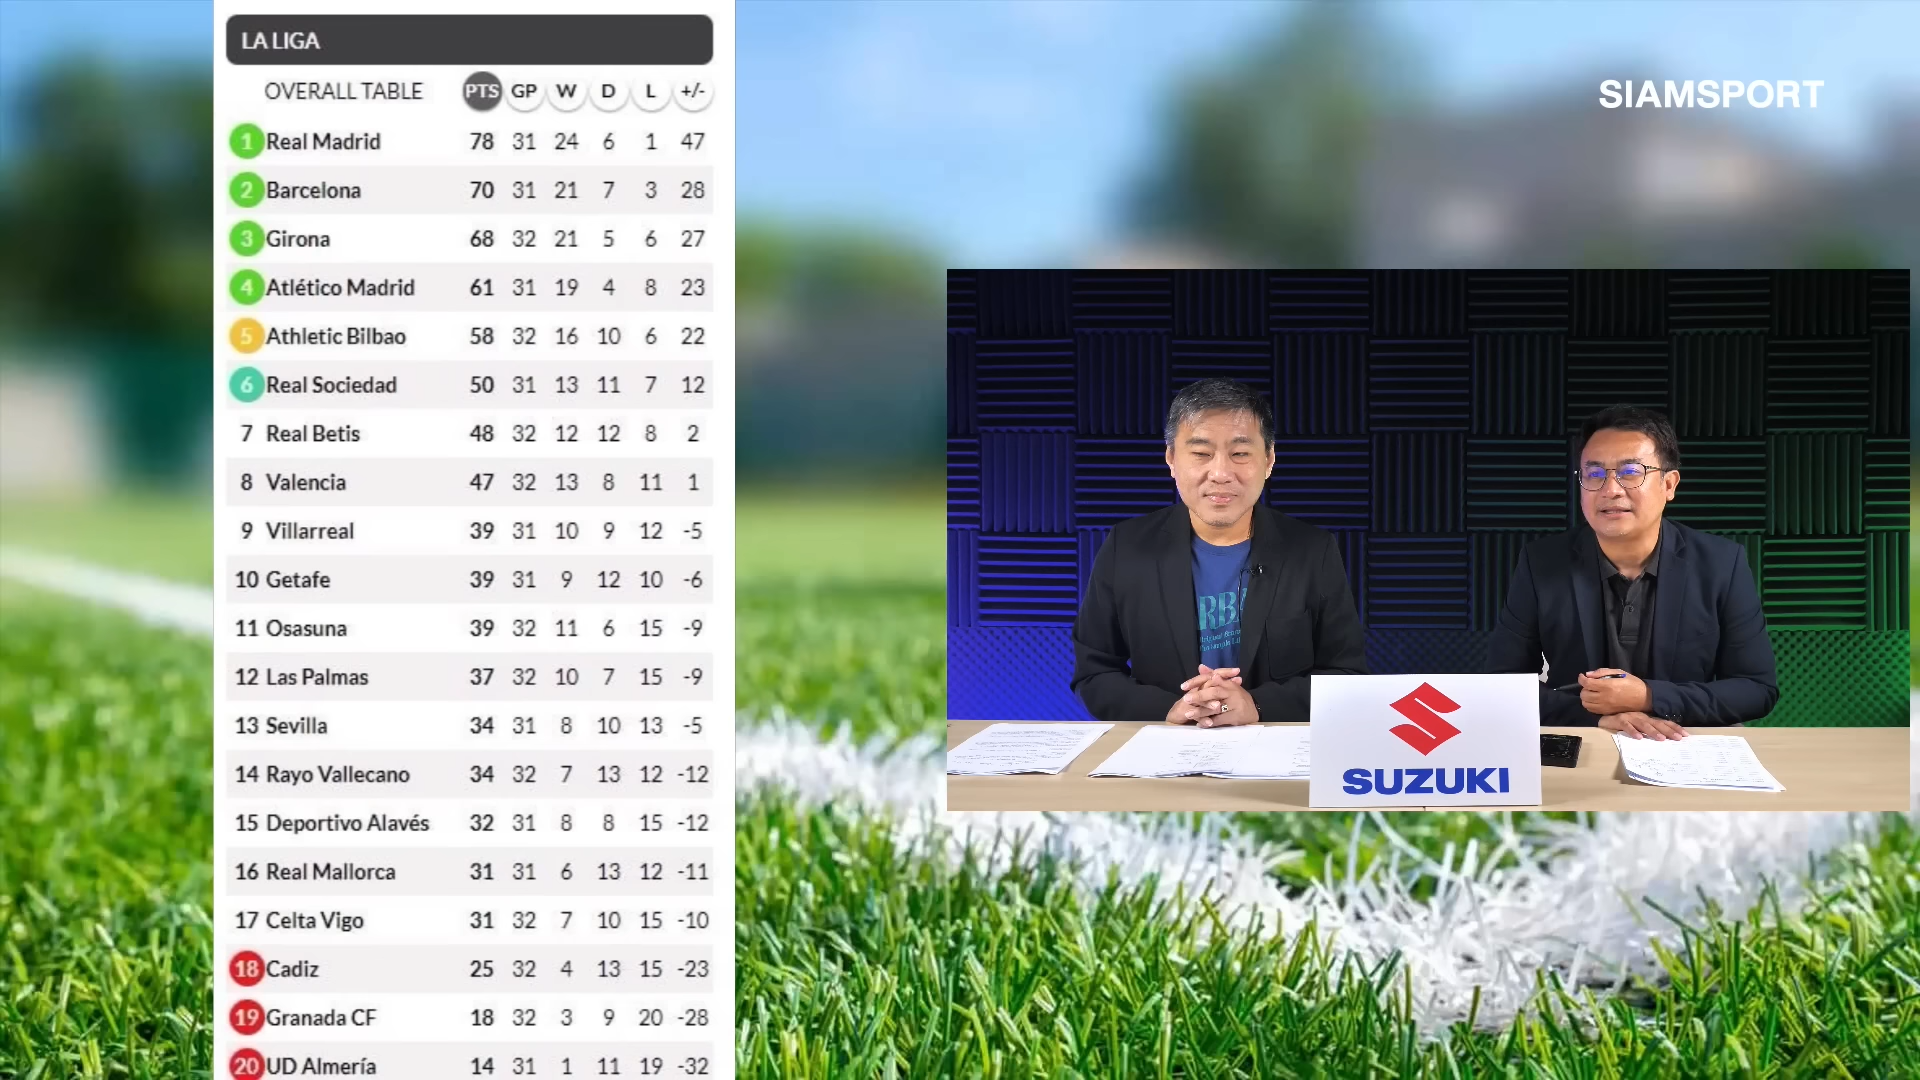 LA LIGA
OVERALL TABLE PTS GP W D L +/-
1 Real Madrid 78 31 24 6 1 47
2 Barcelona 70 31 21 7 3 28
3 Girona 68 32 21 5 6 27
4 Atlético Madrid 61 31 19 4 8 23
5 Athletic Bilbao 58 32 16 10 6 22
6 Real Sociedad 50 31 13 11 7 12
7 Real Betis 48 32 12 12 8 2
8 Valencia 47 32 13 8 11 1
9 Villarreal 39 31 10 9 12 -5
10 Getafe 39 31 9 12 10 -6
11 Osasuna 39 32 11 6 15 -9
12 Las Palmas 37 32 10 7 15 -9
13 Sevilla 34 31 8 10 13 -5
14 Rayo Vallecano 34 32 7 13 12 -12
15 Deportivo Alavés 32 31 8 8 15 -12
16 Real Mallorca 31 31 6 13 12 -11
17 Celta Vigo 31 32 7 10 15 -10
18 Cadiz 25 32 4 13 15 -23
19 Granada CF 18 32 3 9 20 -28
20 UD Almería 14 31 1 11 19 -32
SIAMSPORT
SUZUKI